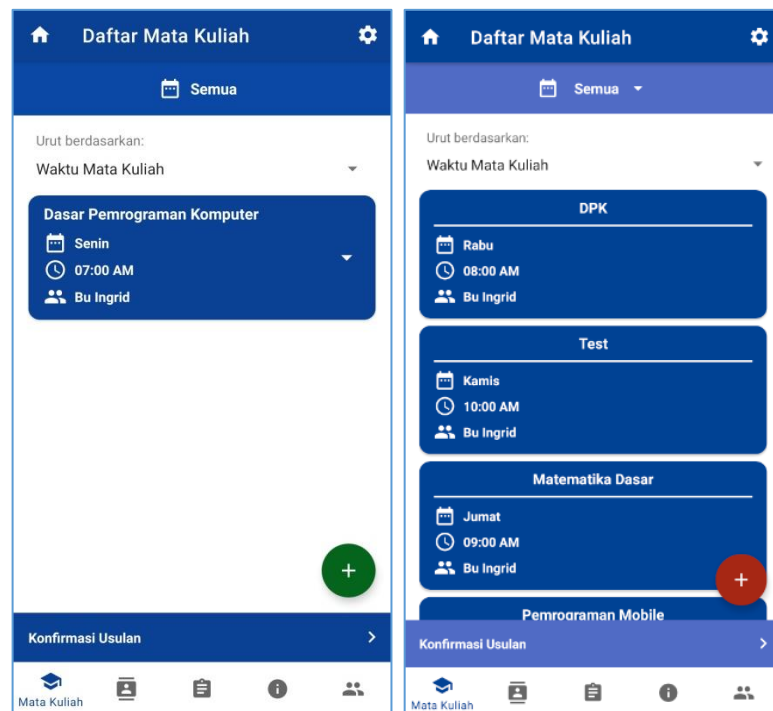 Daftar Mata Kuliah
Semua
Urut berdasarkan:
Waktu Mata Kuliah
Dasar Pemrograman Komputer
Senin
07:00 AM
Bu Ingrid
+
Konfirmasi Usulan
Mata Kuliah
Daftar Mata Kuliah
Semua
Urut berdasarkan:
Waktu Mata Kuliah
DPK
Rabu
08:00 AM
Bu Ingrid
Test
Kamis
10:00 AM
Bu Ingrid
Matematika Dasar
Jumat
09:00 AM
Bu Ingrid
+
Pemrograman Mobile
Konfirmasi Usulan
Mata Kuliah